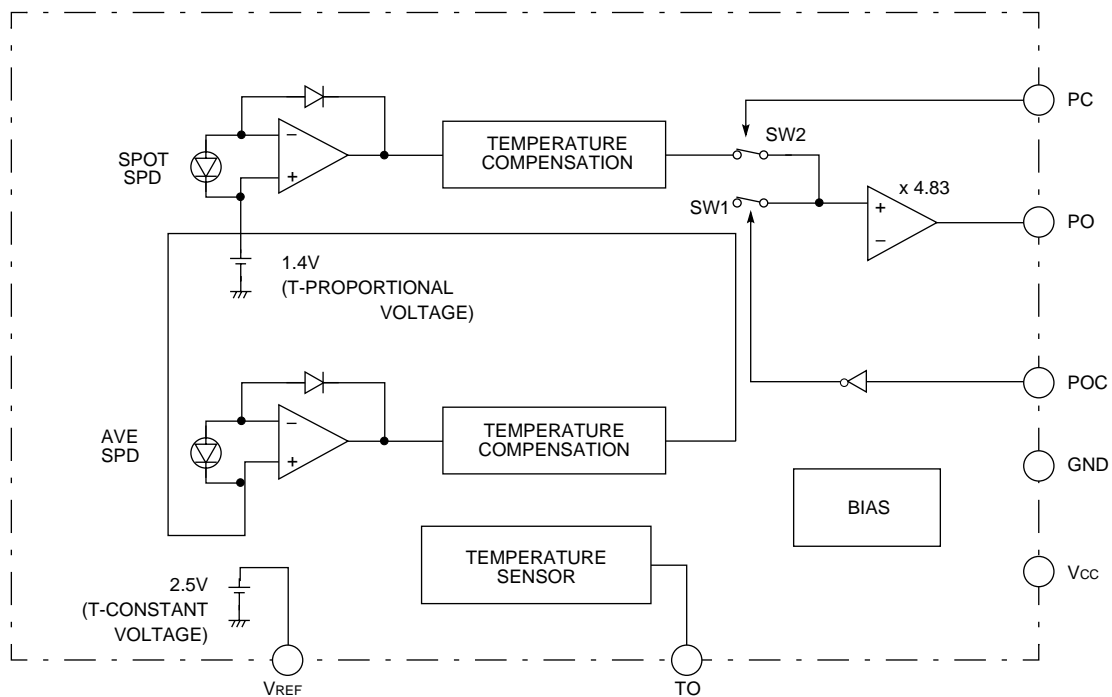 PC
SPOT
SPD
−
+
TEMPERATURE
COMPENSATION
SW2
SW1
x 4.83
+
−
PO
1.4V
(T-PROPORTIONAL
VOLTAGE)
POC
AVE
SPD
−
+
TEMPERATURE
COMPENSATION
GND
BIAS
TEMPERATURE
SENSOR
VCC
2.5V
(T-CONSTANT
VOLTAGE)
VREF
TO